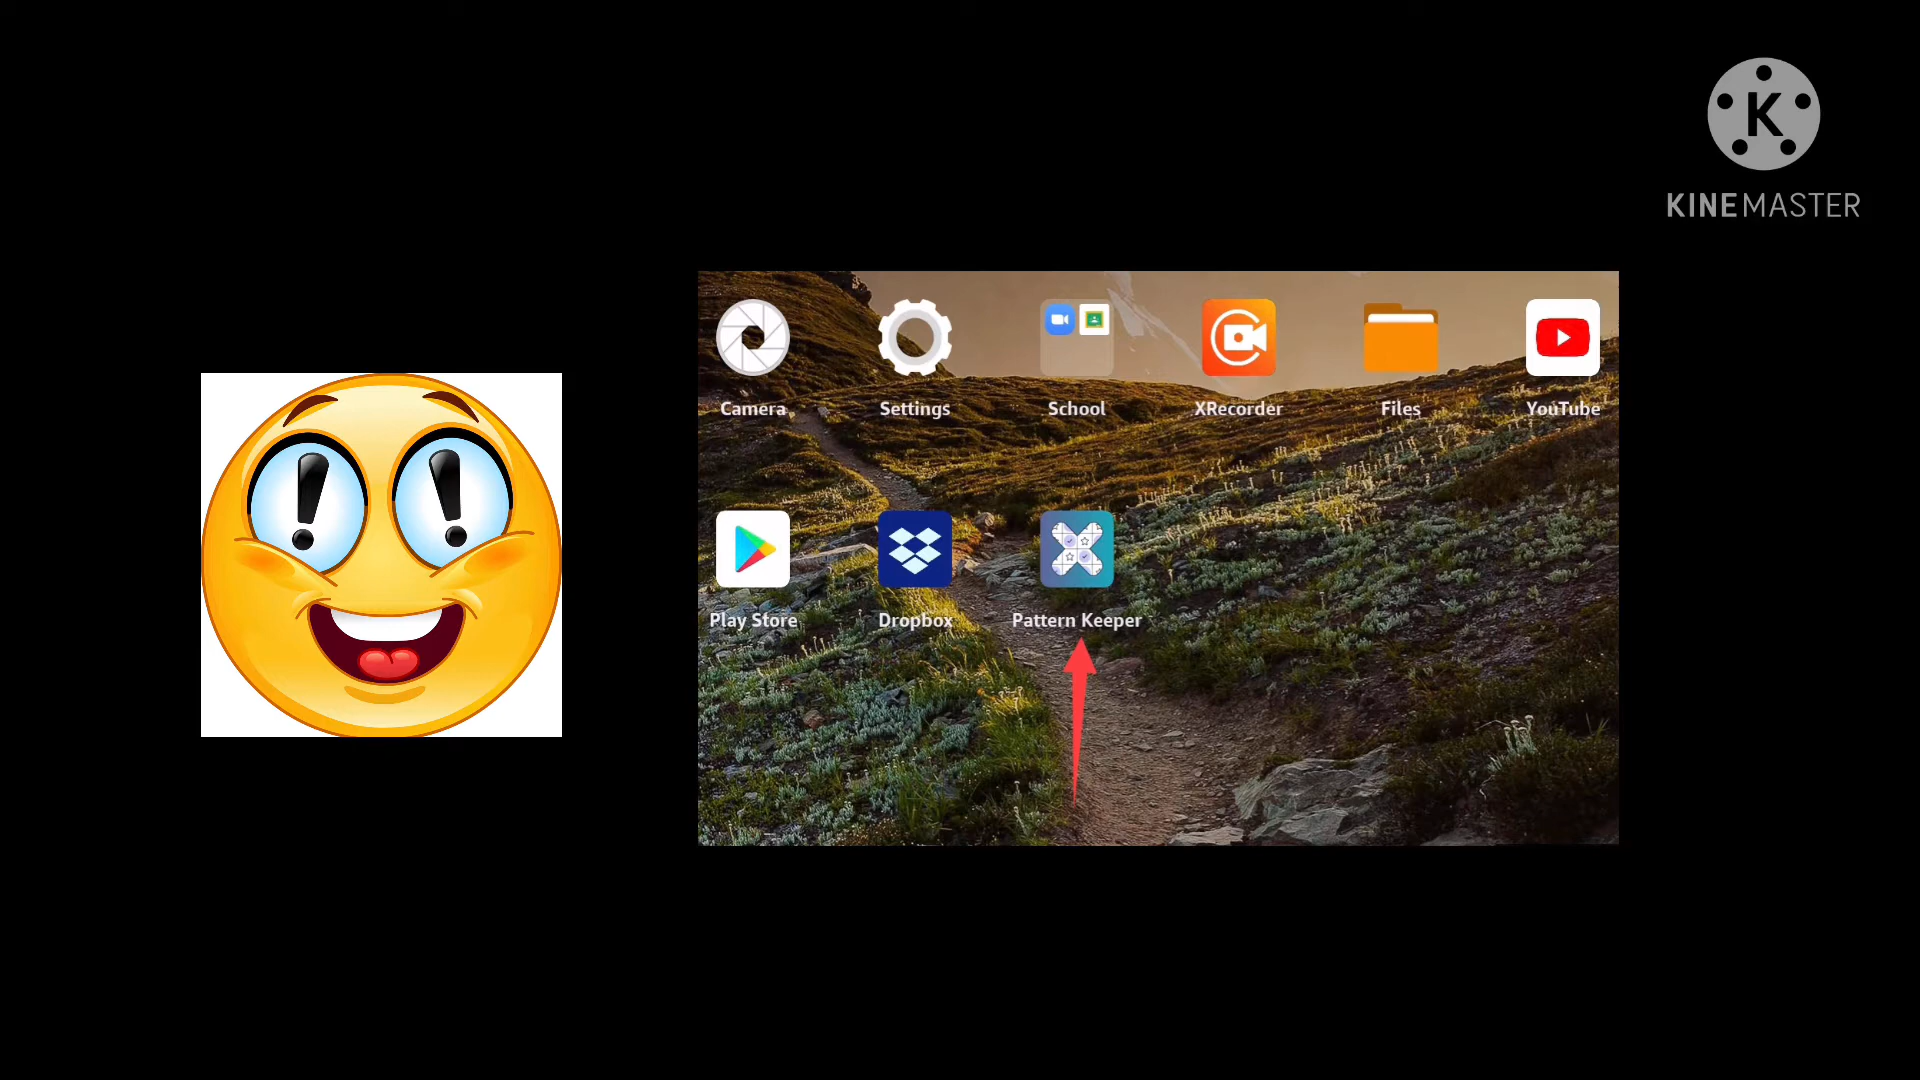 K
KINEMASTER
Camera Settings School XRecorder Files YouTube
Play Store Dropbox Pattern Keeper